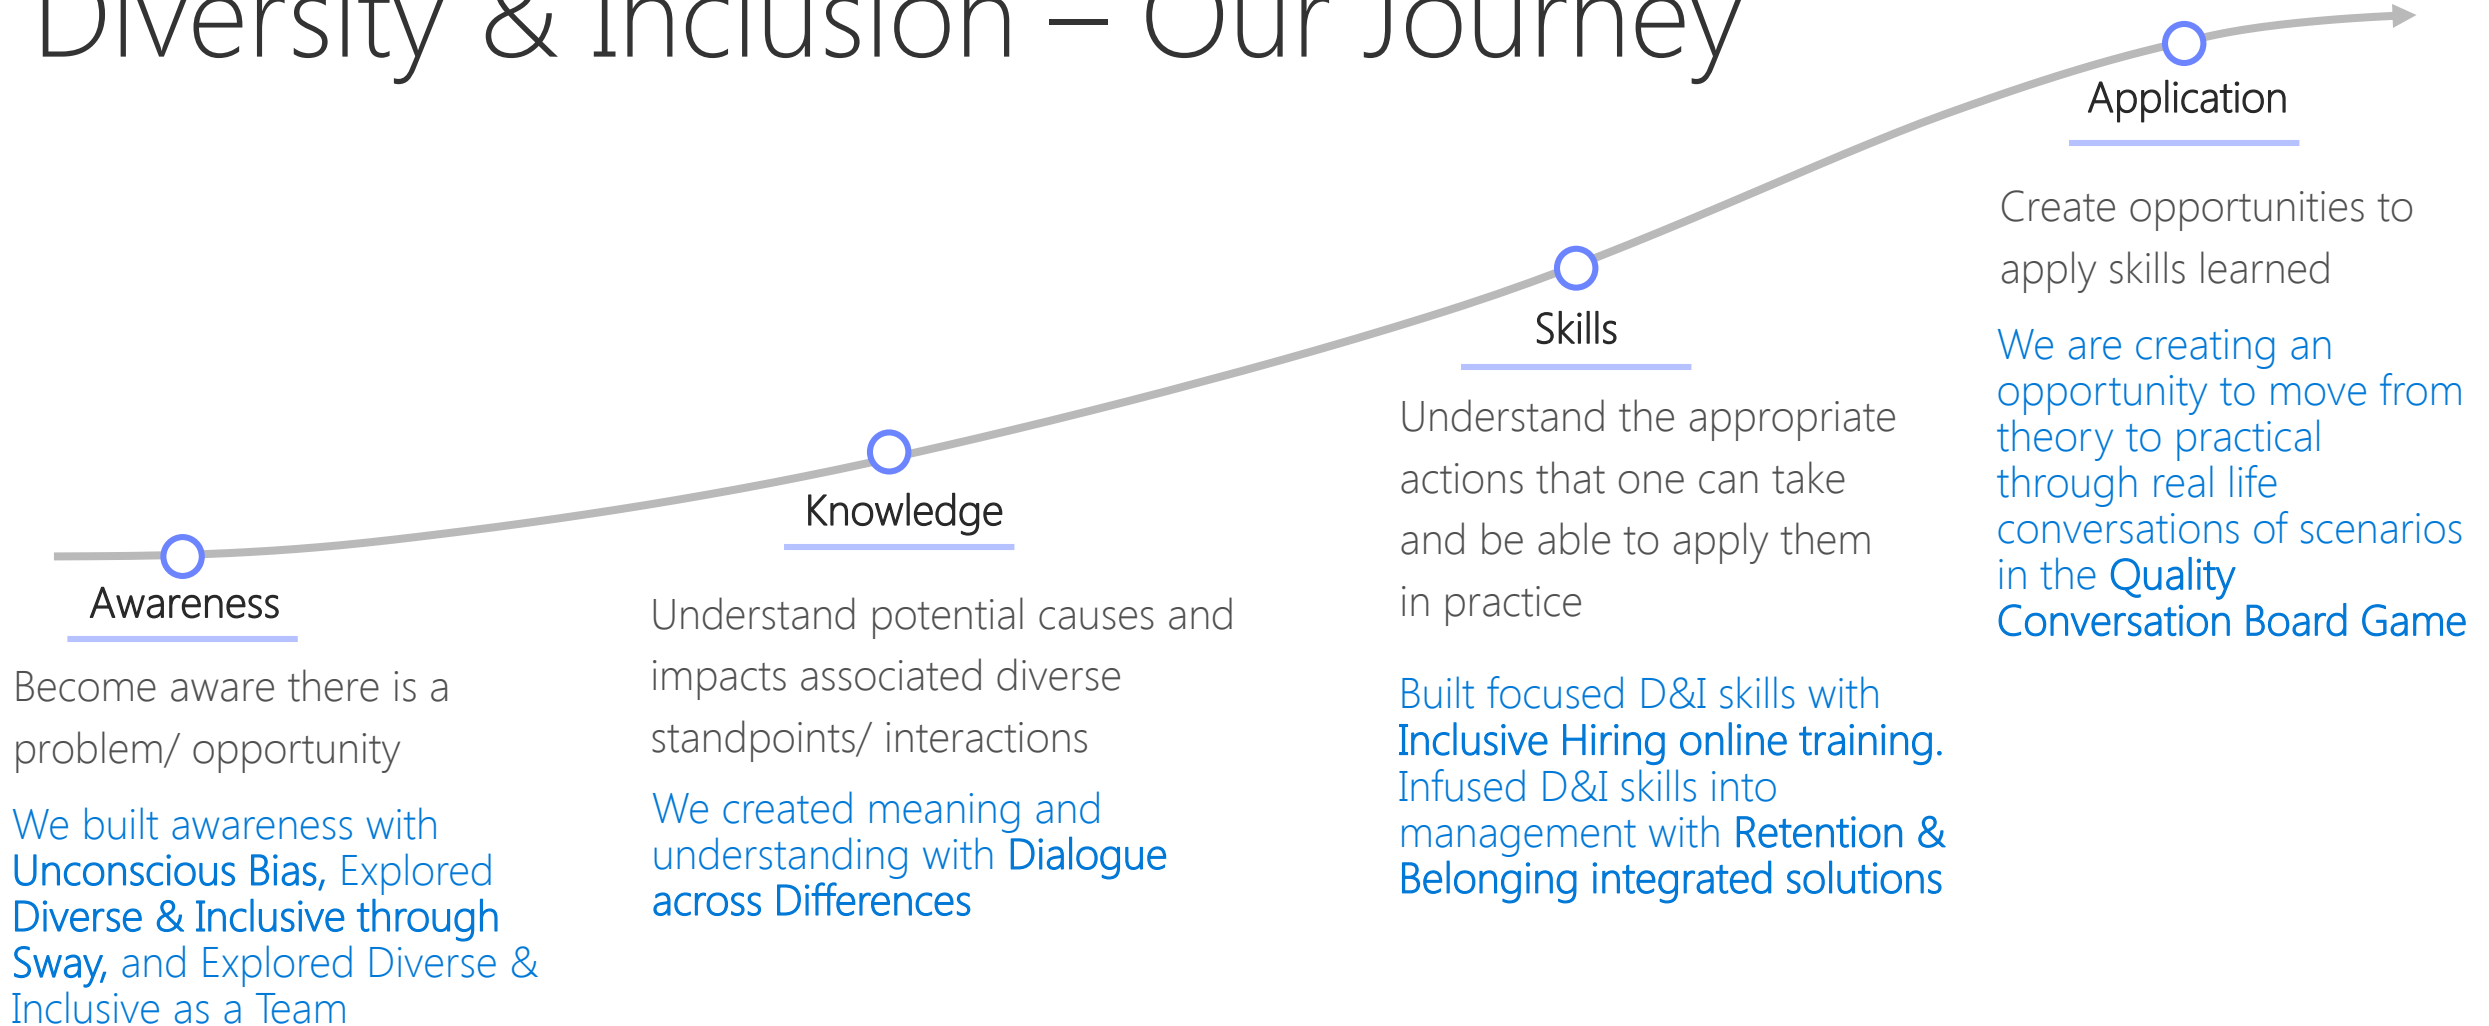 Diversity & Inclusion – Our Journey
Awareness
Become aware there is a
problem/ opportunity
We built awareness with
Unconscious Bias, Explored
Diverse & Inclusive through
Sway, and Explored Diverse &
Inclusive as a Team
Knowledge
Understand potential causes and
impacts associated diverse
standpoints/ interactions
We created meaning and
understanding with Dialogue
across Differences
Skills
Understand the appropriate
actions that one can take
and be able to apply them
in practice
Built focused D&I skills with
Inclusive Hiring online training.
Infused D&I skills into
management with Retention &
Belonging integrated solutions
Application
Create opportunities to
apply skills learned
We are creating an
opportunity to move from
theory to practical
through real life
conversations of scenarios
in the Quality
Conversation Board Game